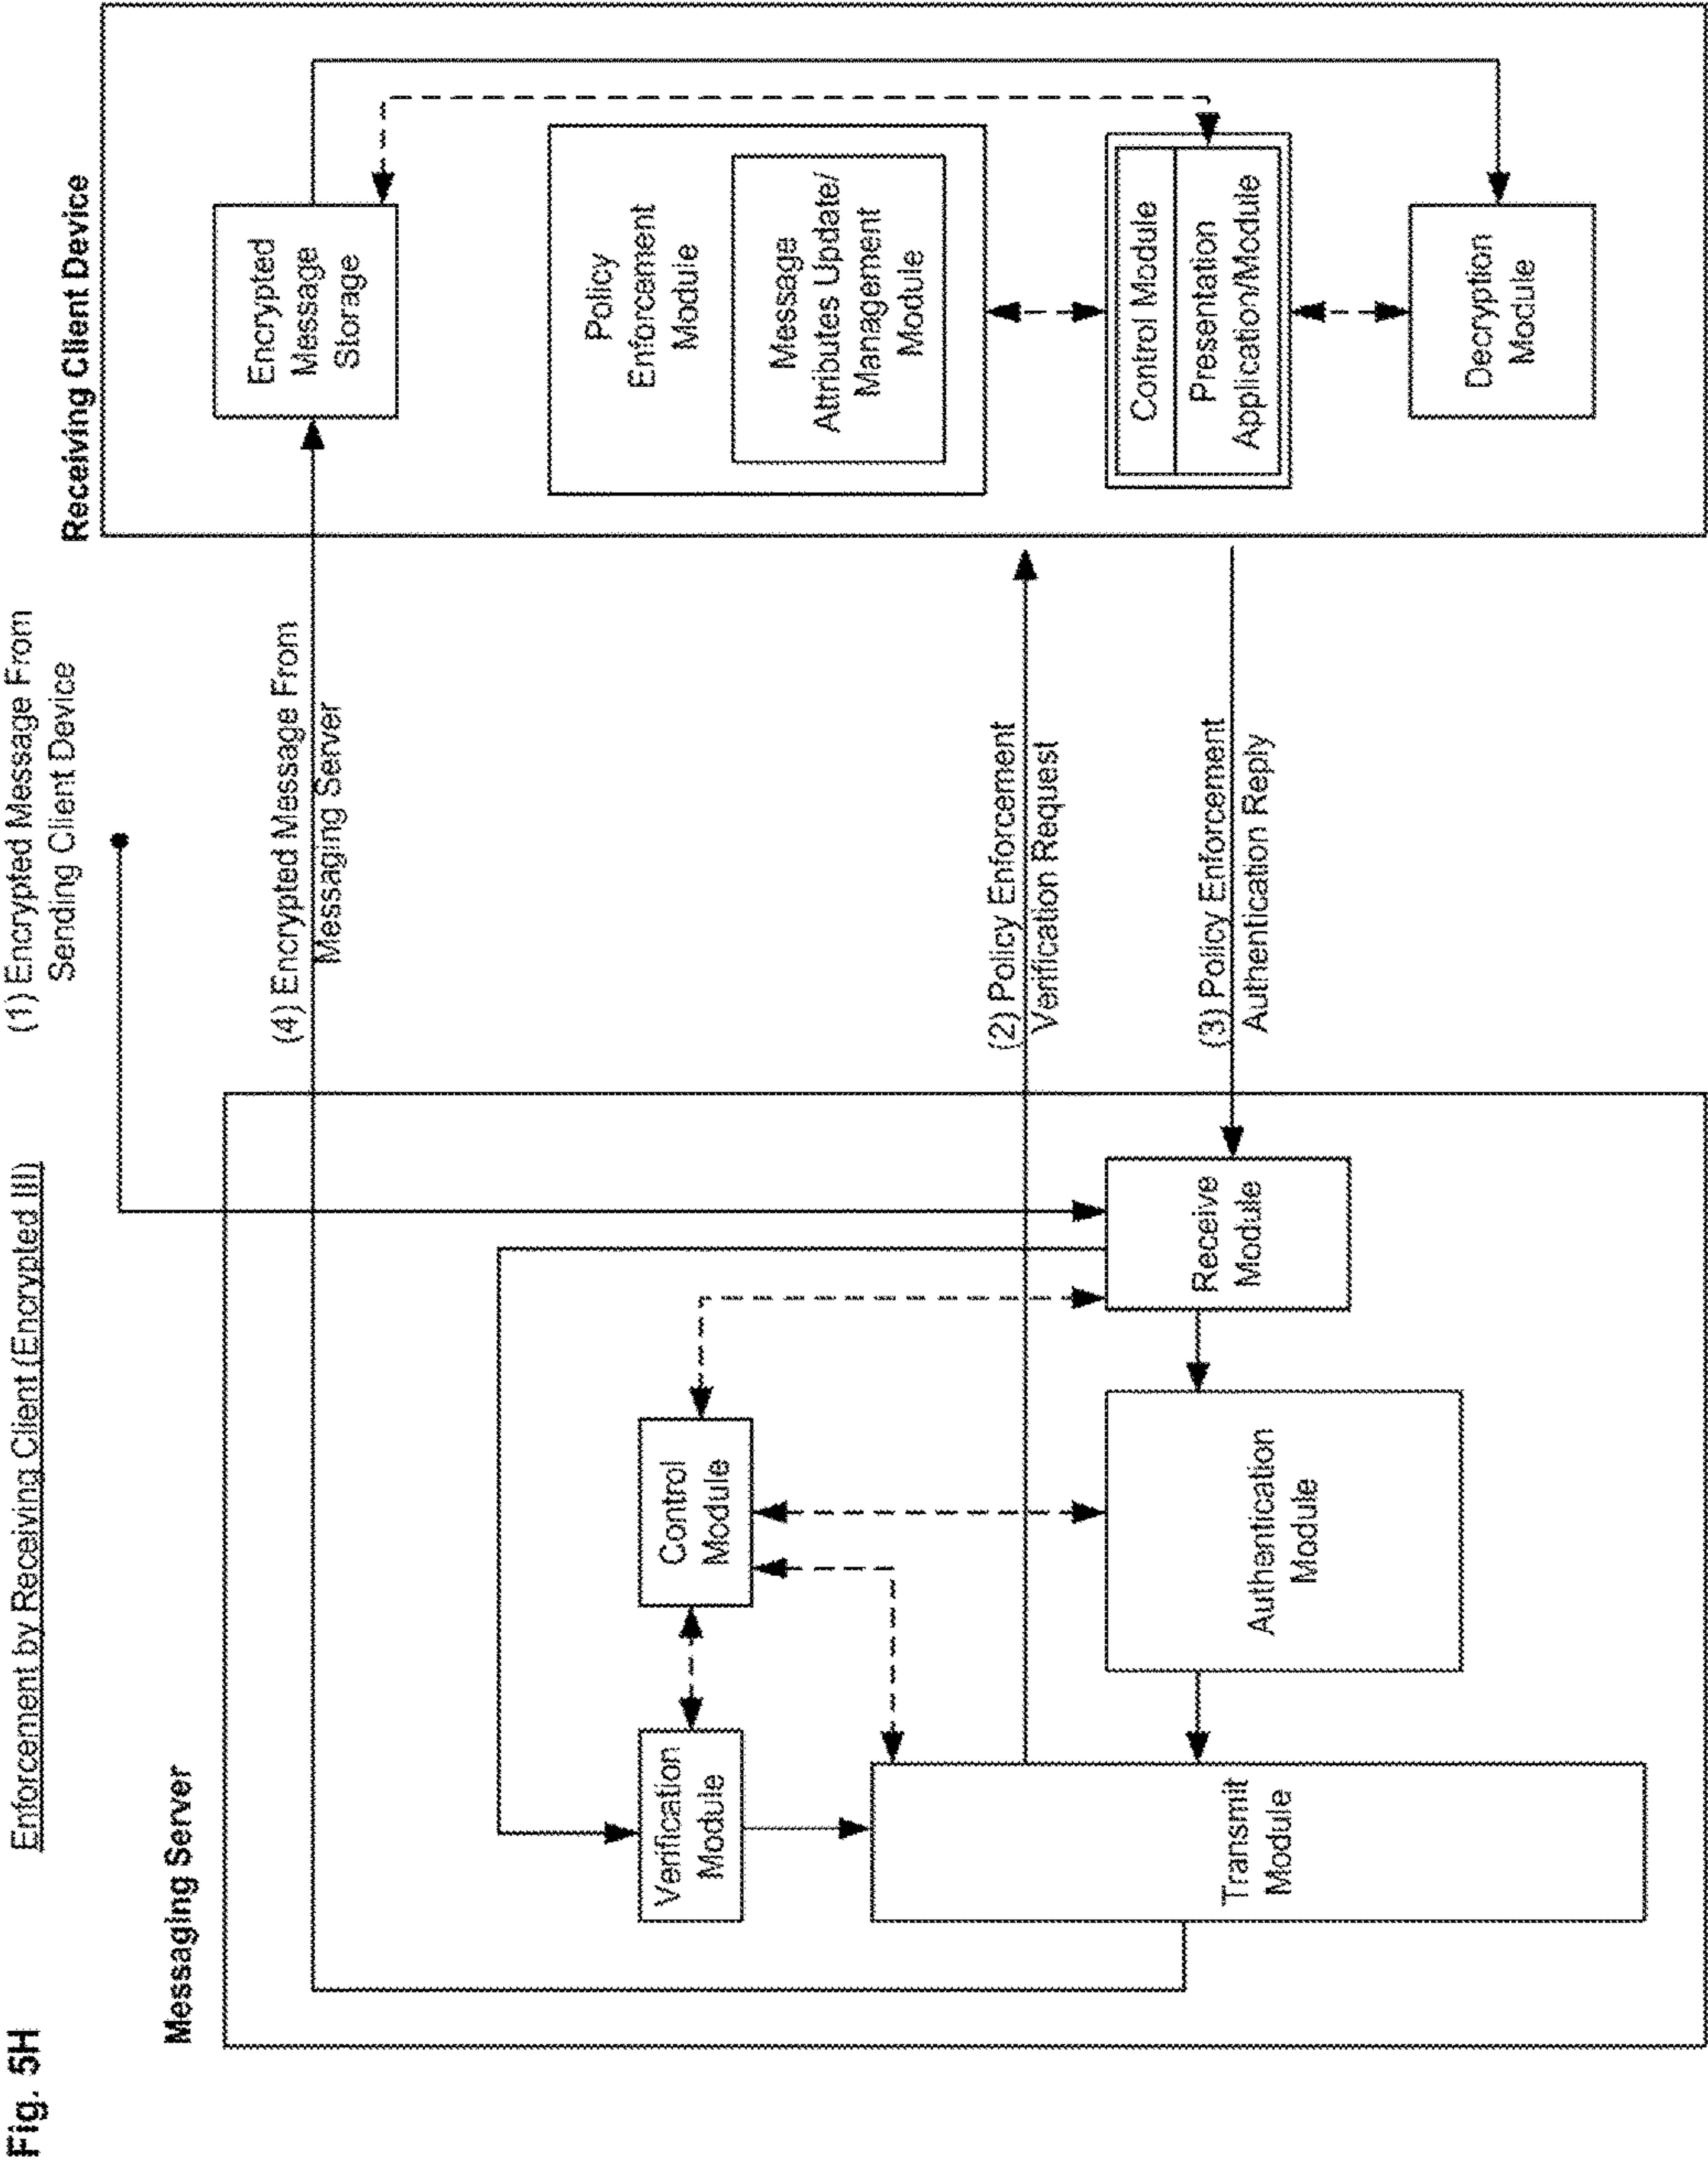 Fig. 5H
Enforcement by Receiving Client (Encrypted III)
(1) Encrypted Message From
Sending Client Device
Messaging Server
Receiving Client Device
(4) Encrypted Message From
Messaging Server
Encrypted
Message
Storage
Verification
Module
Control
Module
Policy
Enforcement
Module
Message
Attributes Update/
Management
Module
(2) Policy Enforcement
Verification Request
(3) Policy Enforcement
Authentication Reply
Transmit
Module
Authentication
Module
Receive
Module
Control Module
Presentation
Application/Module
Decryption
Module